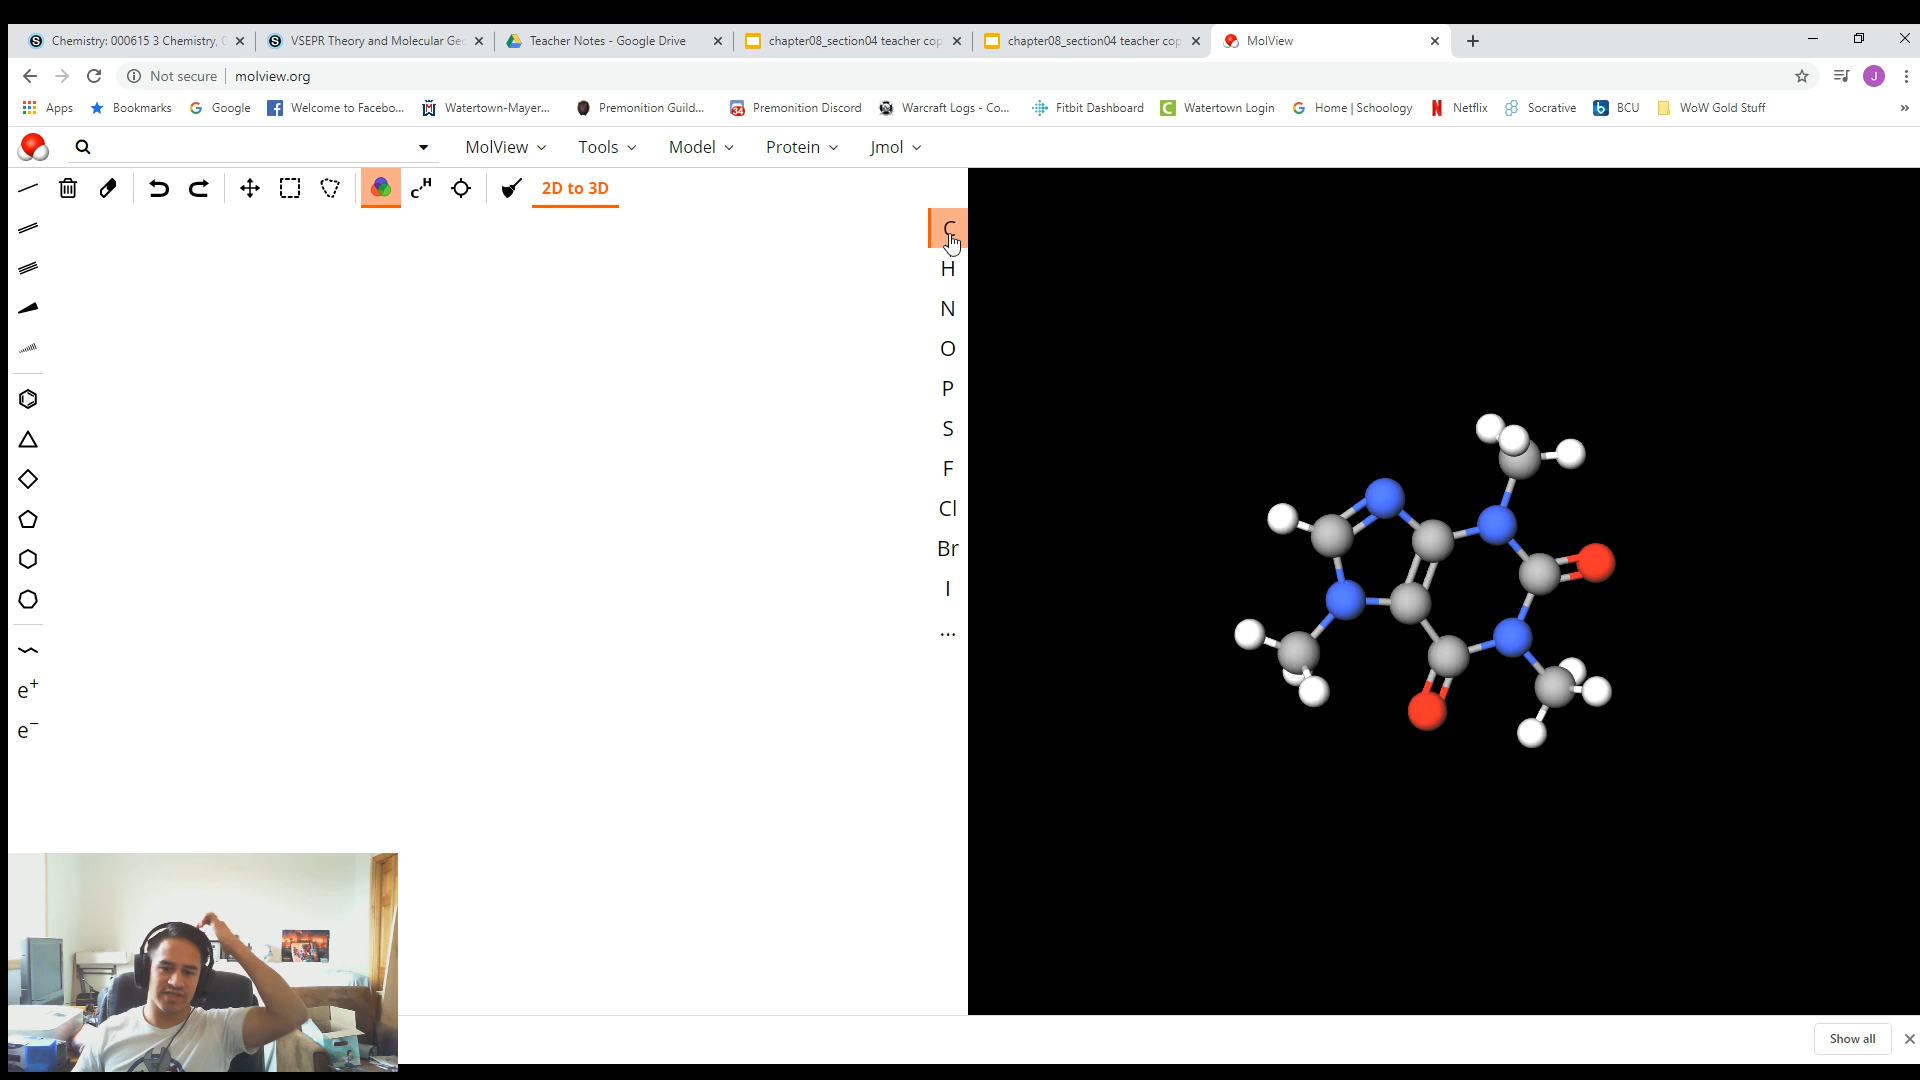 Chemistry: 000615 3 Chemistry, C
VSEPR Theory and Molecular Ge
Teacher Notes - Google Drive
chapter08_section04 teacher cop
chapter08_section04 teacher cop
MolView
Not secure | molview.org
J
Apps Bookmarks Google Welcome to Facebo... Watertown-Mayer... Premonition Guild... Premonition Discord Warcraft Logs - Co... Fitbit Dashboard Watertown Login Home | Schoology Netflix Socrative BCU WoW Gold Stuff »
MolView Tools Model Protein Jmol
C H 2D to 3D
C
H
N
O
P
S
F
Cl
Br
I
...
e+
e−
Show all